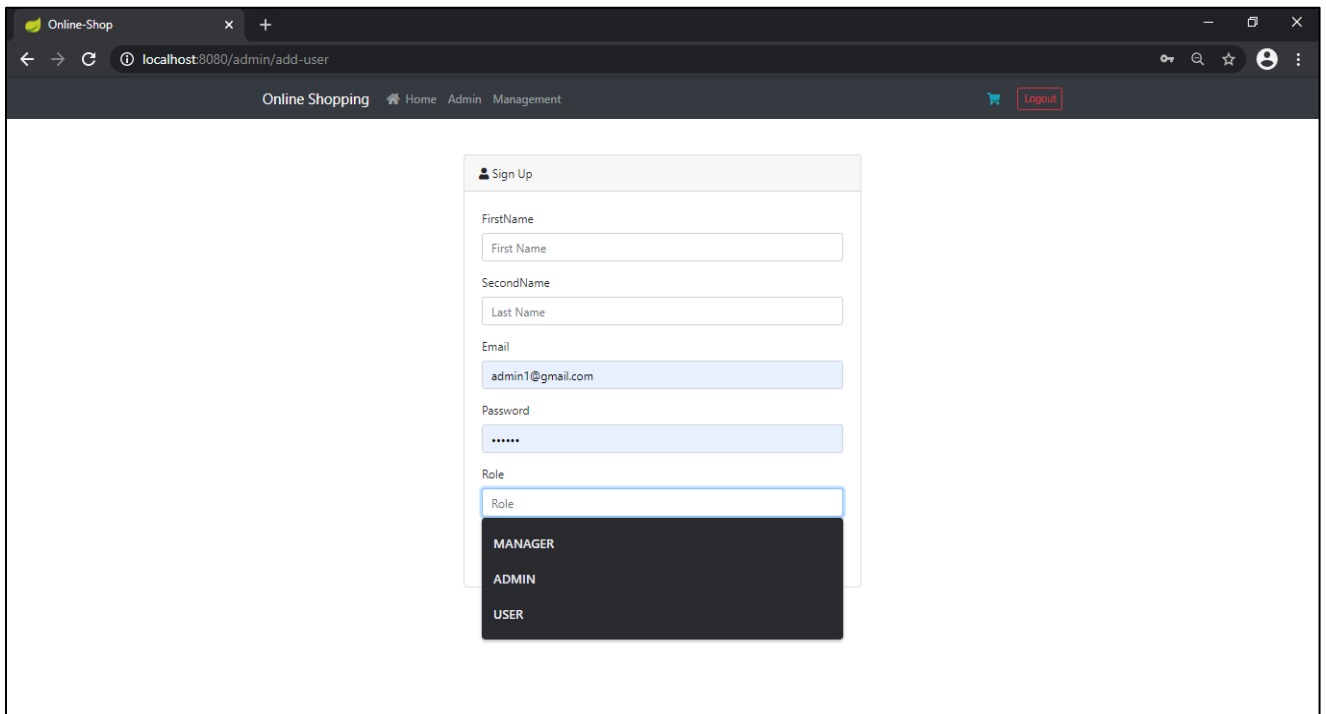 Online-Shop
localhost:8080/admin/add-user
Online Shopping Home Admin Management Logout
Sign Up
FirstName
First Name
SecondName
Last Name
Email
admin1@gmail.com
Password
••••••
Role
Role
MANAGER
ADMIN
USER